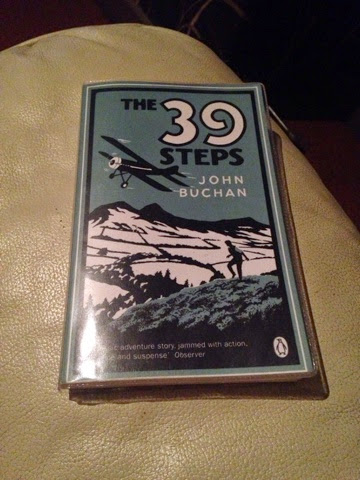 THE 39
STEPS
JOHN
BUCHAN
adventure story, jammed with action,
and suspense' Observer